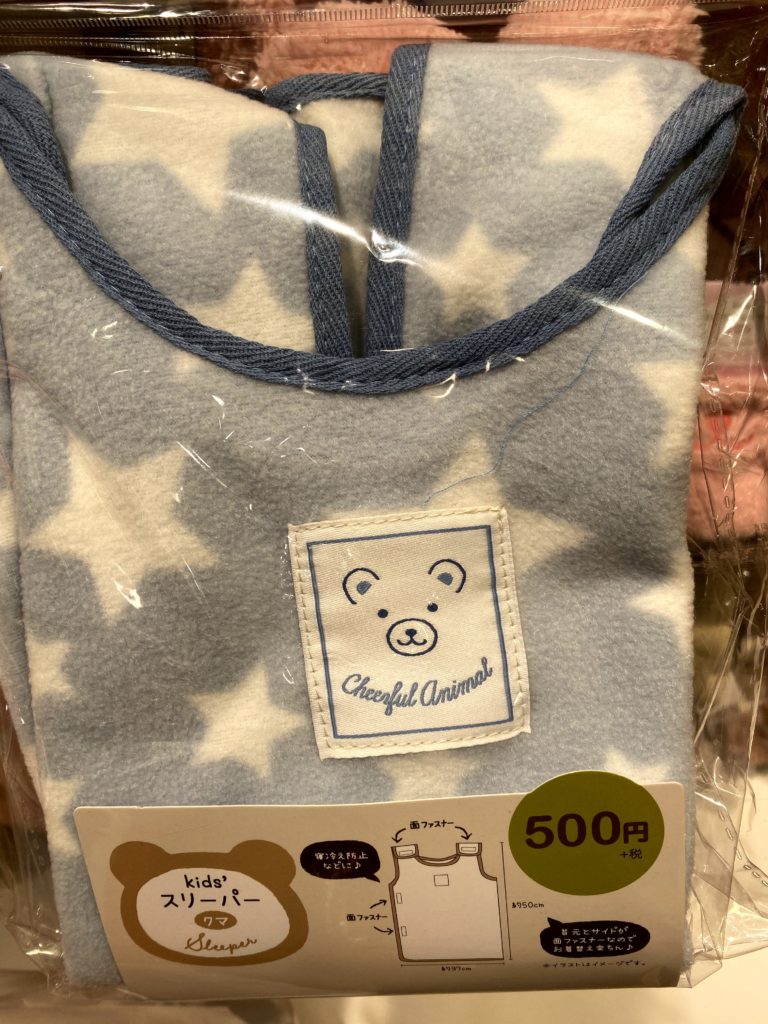 Cheerful Animal
kids'
スリーパー
クマ
Sleeper
寝冷え防止
などに♪
面ファスナー
面ファスナー
約50cm
約37cm
500円
+税
首元とサイドが
面ファスナーなので
お着替え楽ちん♪
※イラストはイメージです。